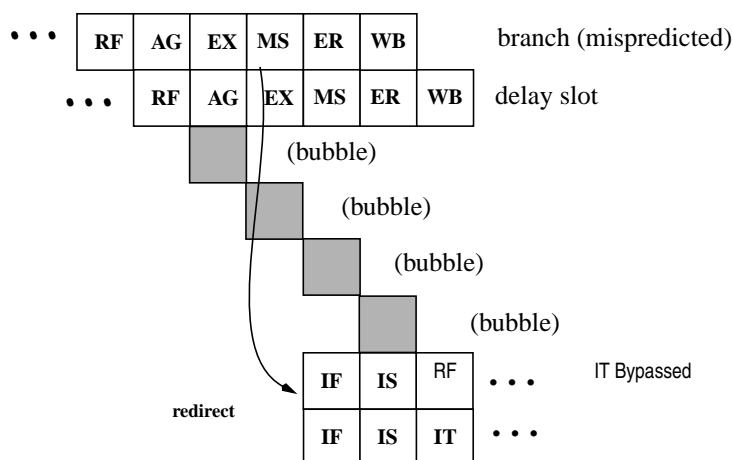 • • • RF AG EX MS ER WB branch (mispredicted)
• • • RF AG EX MS ER WB delay slot
(bubble)
(bubble)
(bubble)
(bubble)
IF IS RF • • • IT Bypassed
redirect
IF IS IT • • •